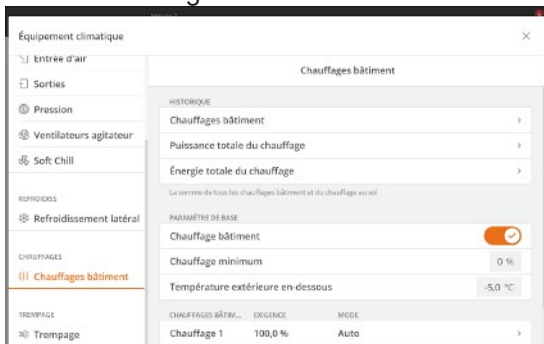 Équipement climatique
Entrée d'air
Chauffages bâtiment
Sorties
HISTORIQUE
Pression
Chauffages bâtiment
Ventilateurs agitateur
Puissance totale du chauffage
Soft Chill
Énergie totale du chauffage
La somme de tous les chauffages bâtiment et du chauffage au sol
REFROIDISS
Refroidissement latéral
PARAMÈTRE DE BASE
Chauffage bâtiment
CHAUFFAGES
Chauffage minimum 0 %
Chauffages bâtiment
Température extérieure en-dessous -5,0 °C
TREMPAGE
CHAUFFAGES BÂTIM... EXIGENCE MODE
Trempage
Chauffage 1 100,0 % Auto